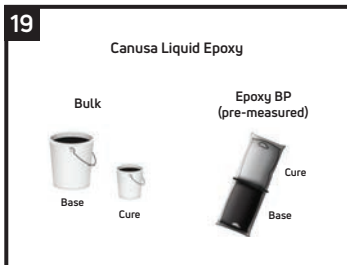 19
Canusa Liquid Epoxy
Bulk
Epoxy BP
(pre-measured)
Base
Cure
Cure
Base